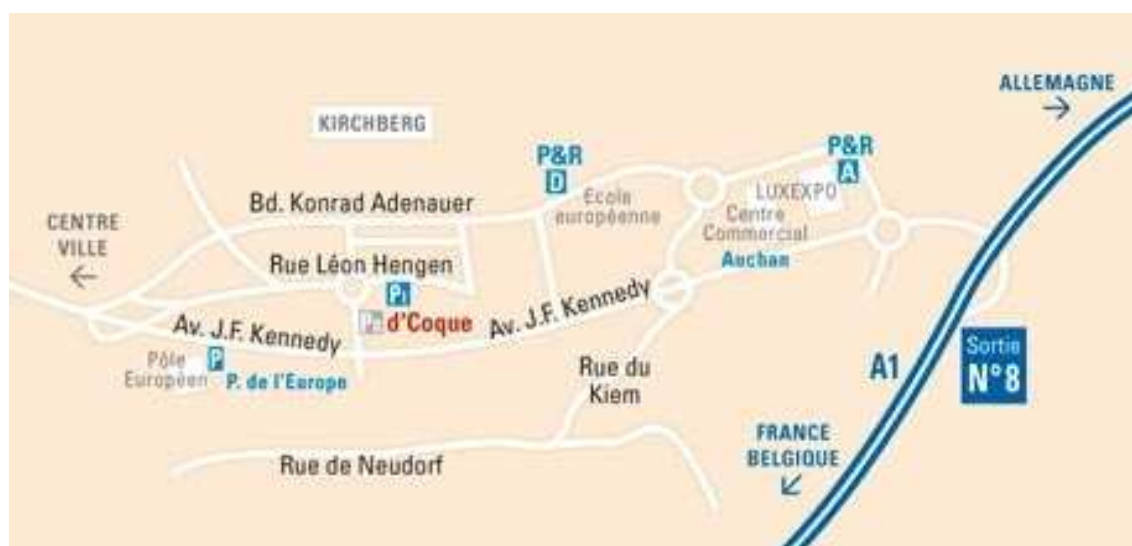 ALLEMAGNE
KIRCHBERG
P&R
D
P&R
A
LUXEXPO
Ecole
européenne
Bd. Konrad Adenauer
Centre
Commercial
Auchan
CENTRE
VILLE
Rue Léon Hengen
P1
d'Coque
Av. J.F. Kennedy
Av. J.F. Kennedy
Pôle
Européen
P
P. de l'Europe
Rue du
Kiem
A1
Sortie
N°8
FRANCE
BELGIQUE
Rue de Neudorf